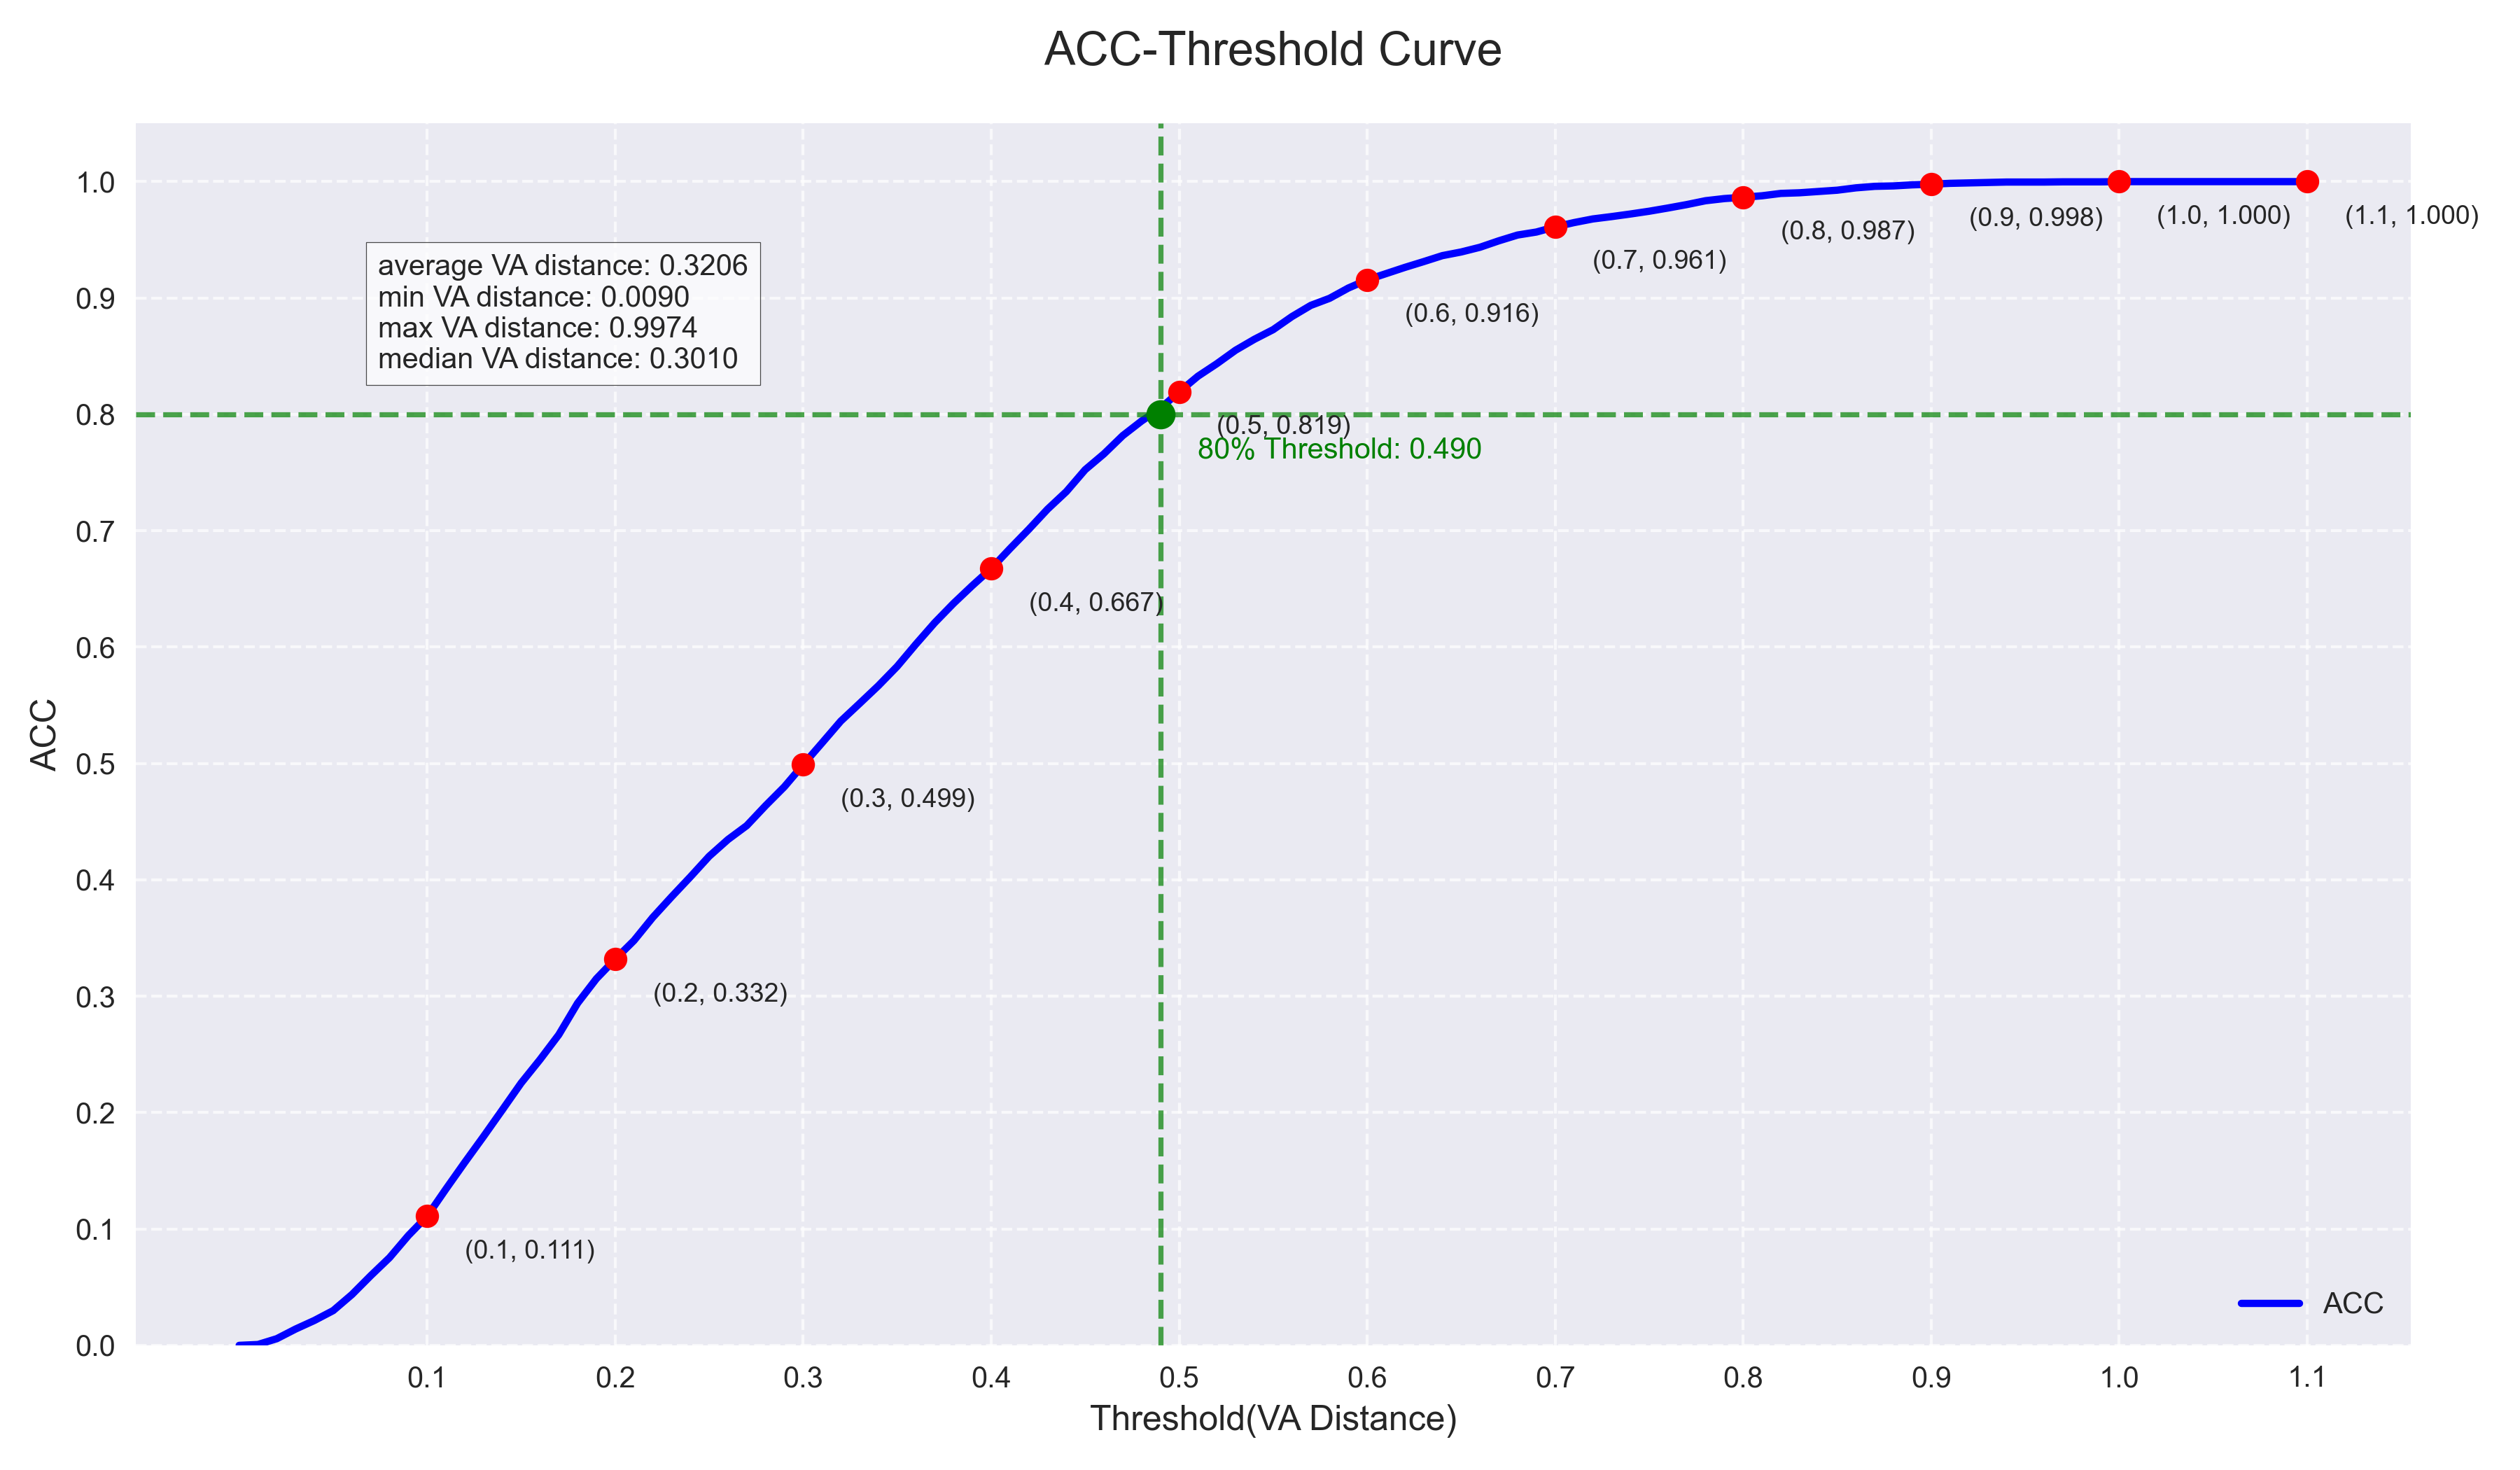 ACC-Threshold Curve
average VA distance: 0.3206
min VA distance: 0.0090
max VA distance: 0.9974
median VA distance: 0.3010
1.0
0.9
0.8
0.7
0.6
0.5
0.4
0.3
0.2
0.1
0.0
ACC
(0.1, 0.111)
(0.2, 0.332)
(0.3, 0.499)
(0.4, 0.667)
(0.5, 0.819)
80% Threshold: 0.490
(0.6, 0.916)
(0.7, 0.961)
(0.8, 0.987)
(0.9, 0.998)
(1.0, 1.000)
(1.1, 1.000)
ACC
0.1 0.2 0.3 0.4 0.5 0.6 0.7 0.8 0.9 1.0 1.1
Threshold(VA Distance)